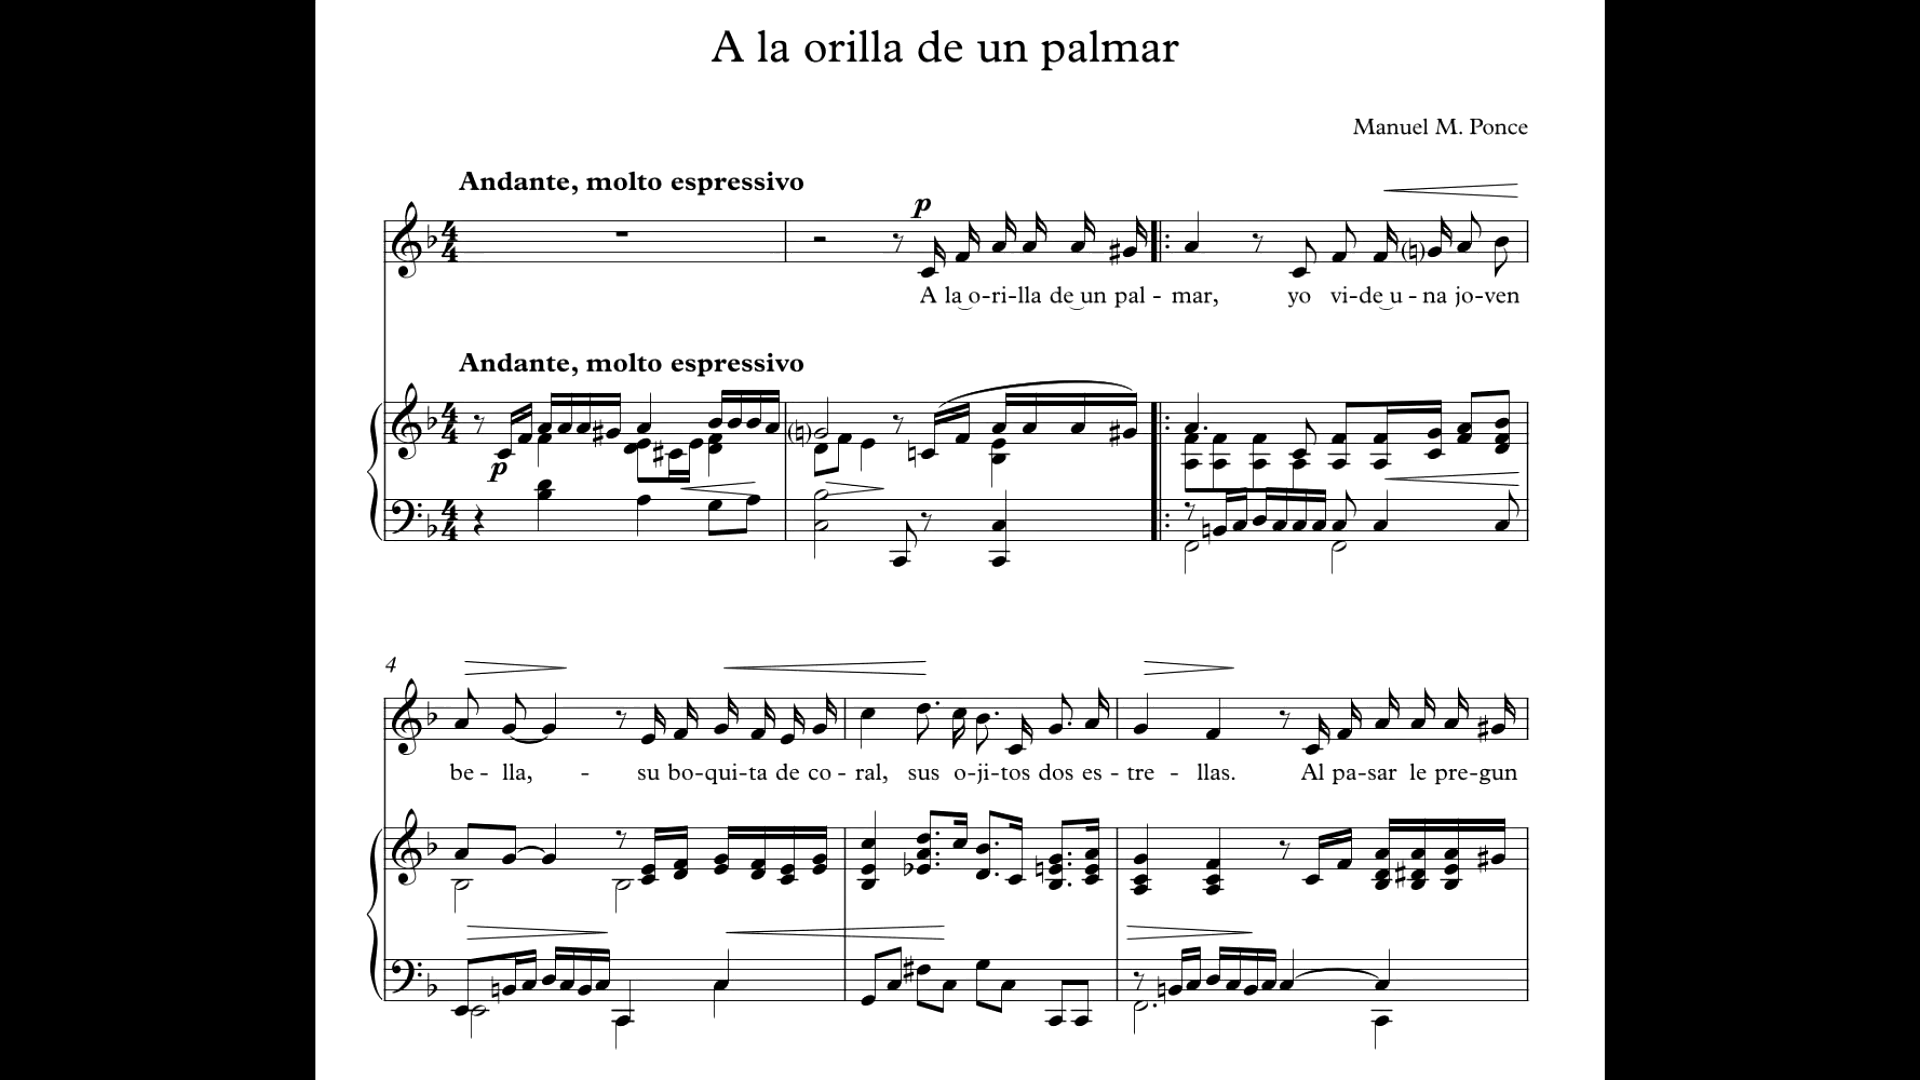 A la orilla de un palmar
Manuel M. Ponce
Andante, molto espressivo
p
A la o-ri-lla de un pal - mar, yo vi-de u - na jo-ven
Andante, molto espressivo
p
4
be - lla, - su bo-qui-ta de co - ral, sus o-ji-tos dos es - tre - llas. Al pa-sar le pre-gun